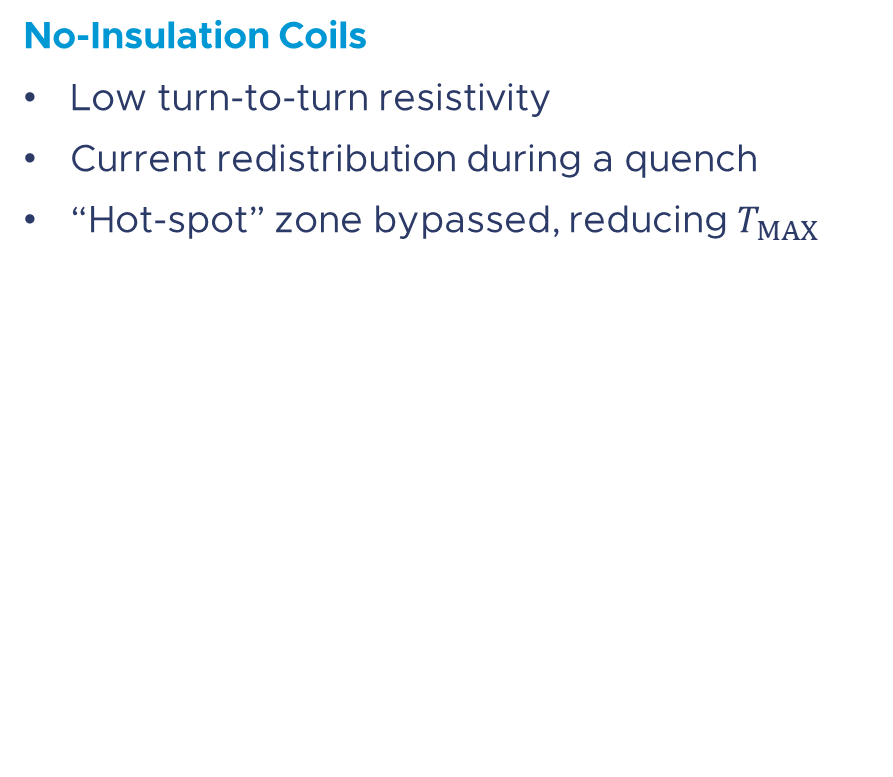 No-Insulation Coils
• Low turn-to-turn resistivity
• Current redistribution during a quench
• “Hot-spot” zone bypassed, reducing T_MAX